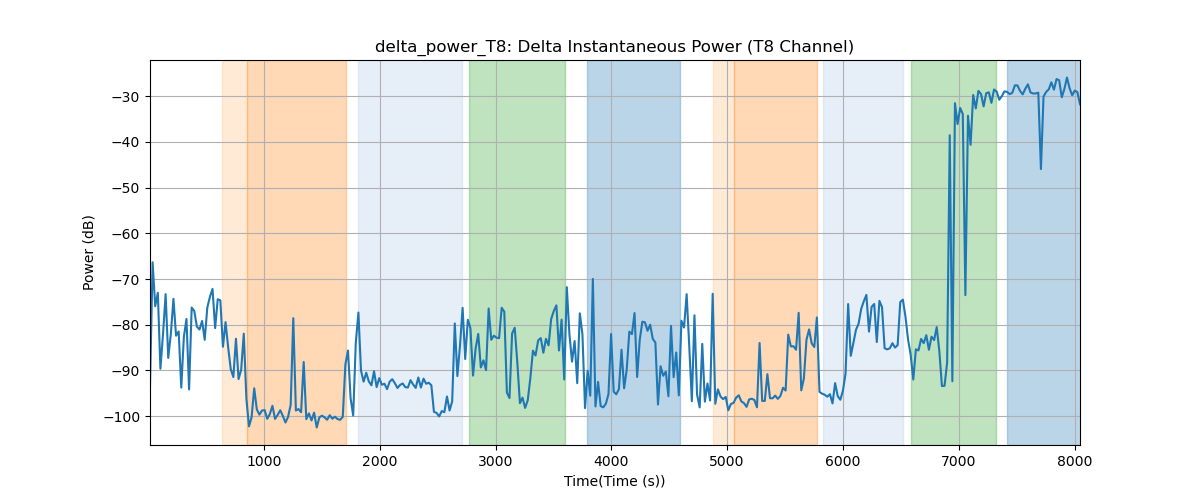 delta_power_T8: Delta Instantaneous Power (T8 Channel)
Power (dB)
−30
−40
−50
−60
−70
−80
−90
−100
1000 2000 3000 4000 5000 6000 7000 8000
Time(Time (s))